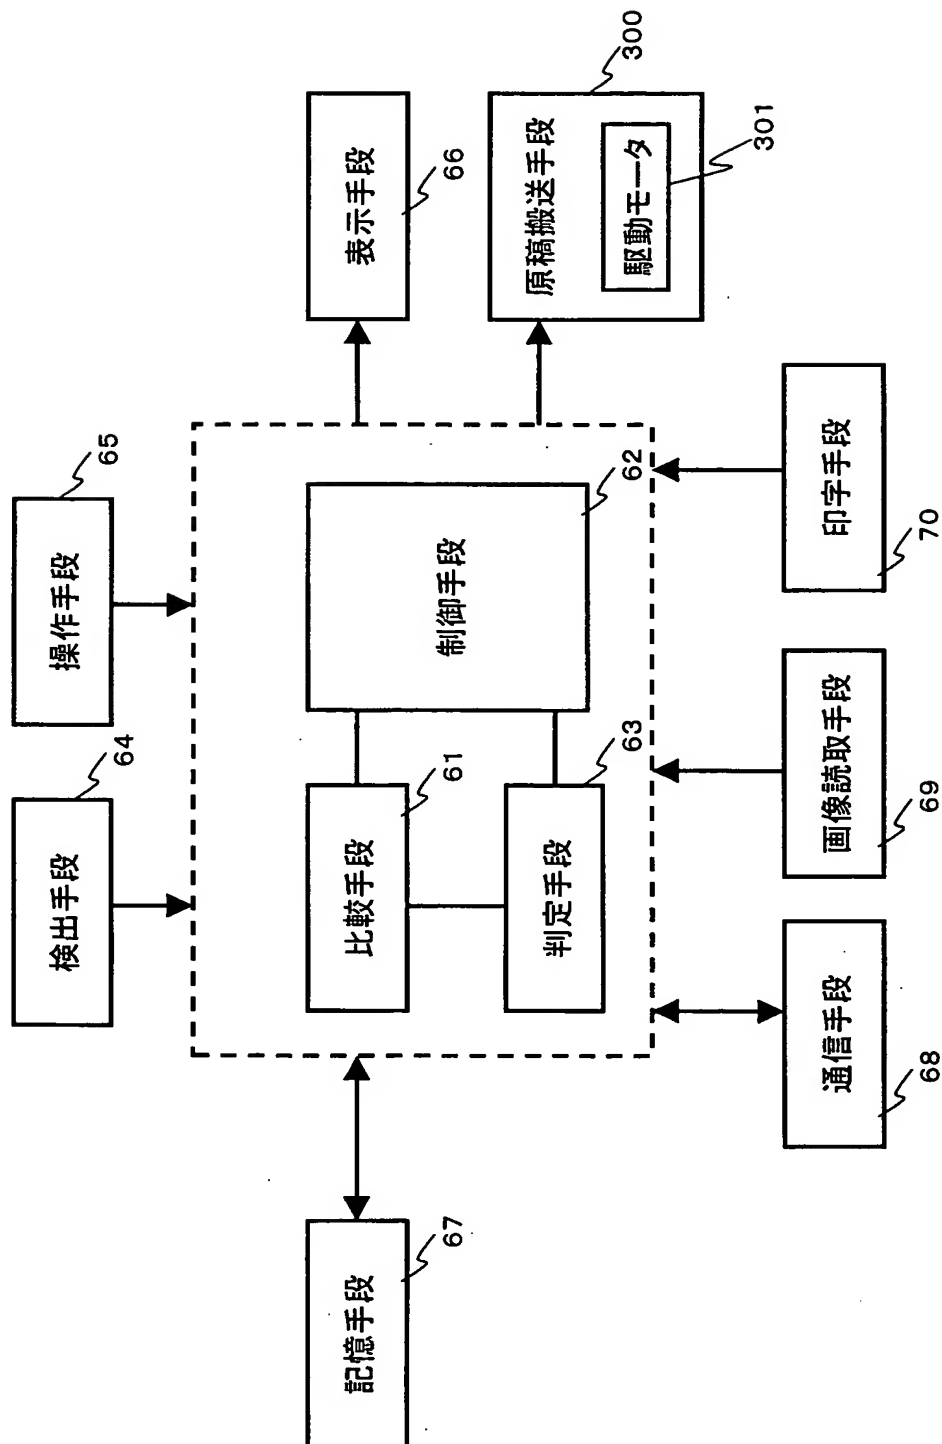 検出手段
64
操作手段
65
記憶手段
67
比較手段
61
判定手段
63
制御手段
62
表示手段
66
原稿搬送手段
300
駆動モータ
301
通信手段
68
画像読取手段
69
印字手段
70